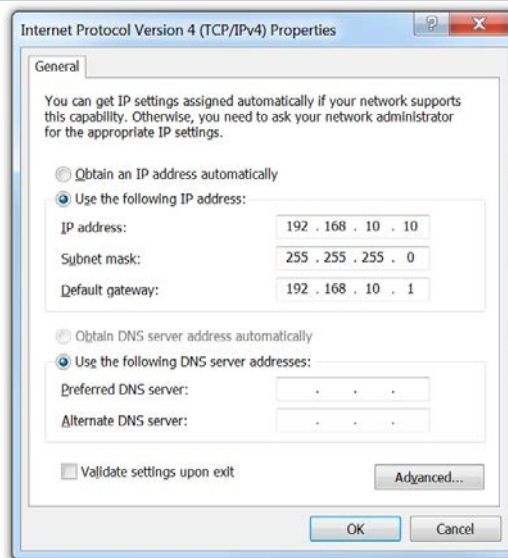 Internet Protocol Version 4 (TCP/IPv4) Properties
General
You can get IP settings assigned automatically if your network supports
this capability. Otherwise, you need to ask your network administrator
for the appropriate IP settings.
Obtain an IP address automatically
Use the following IP address:
IP address: 192 . 168 . 10 . 10
Subnet mask: 255 . 255 . 255 . 0
Default gateway: 192 . 168 . 10 . 1
Obtain DNS server address automatically
Use the following DNS server addresses:
Preferred DNS server: . . .
Alternate DNS server: . . .
Validate settings upon exit
Advanced...
OK Cancel